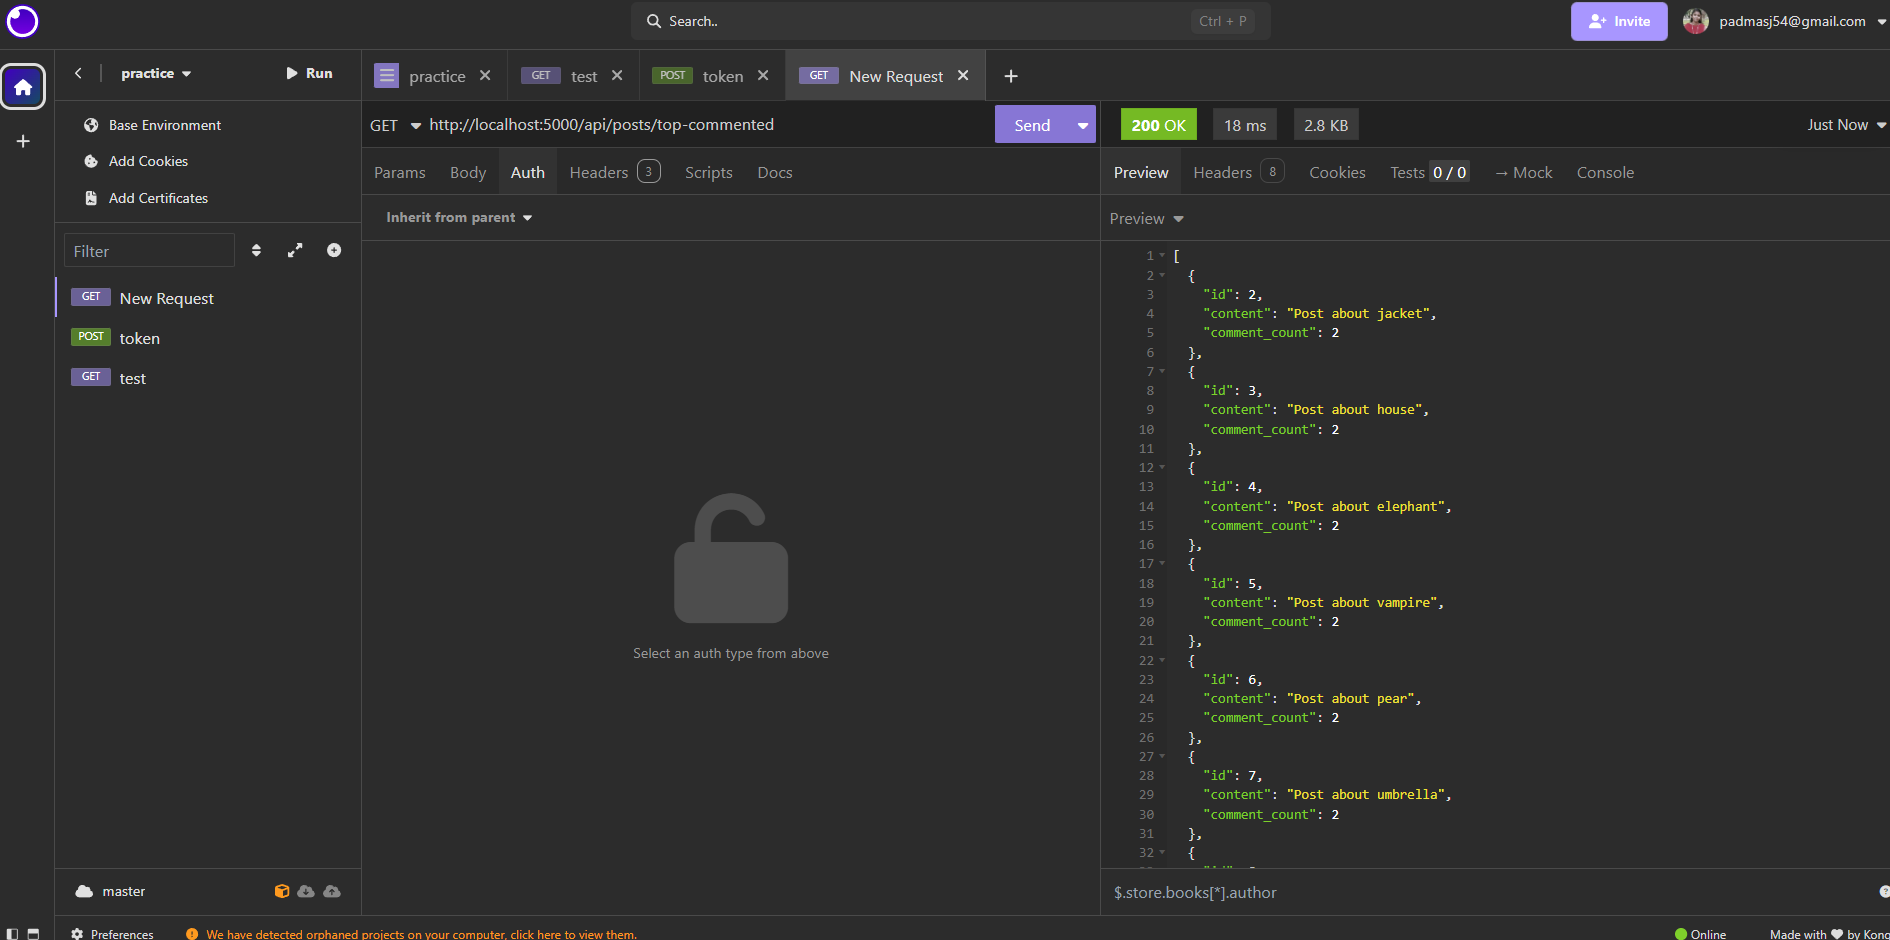 Search..
Ctrl + P
Invite
padmasj54@gmail.com
practice
Run
practice
GET test
POST token
GET New Request
Base Environment
Add Cookies
Add Certificates
Filter
GET New Request
POST token
GET test
master
GET http://localhost:5000/api/posts/top-commented
Send
Params Body Auth Headers 3 Scripts Docs
Inherit from parent
Select an auth type from above
200 OK 18 ms 2.8 KB Just Now
Preview Headers 8 Cookies Tests 0 / 0 → Mock Console
Preview
1 [
2 {
3 "id": 2,
4 "content": "Post about jacket",
5 "comment_count": 2
6 },
7 {
8 "id": 3,
9 "content": "Post about house",
10 "comment_count": 2
11 },
12 {
13 "id": 4,
14 "content": "Post about elephant",
15 "comment_count": 2
16 },
17 {
18 "id": 5,
19 "content": "Post about vampire",
20 "comment_count": 2
21 },
22 {
23 "id": 6,
24 "content": "Post about pear",
25 "comment_count": 2
26 },
27 {
28 "id": 7,
29 "content": "Post about umbrella",
30 "comment_count": 2
31 },
32 {
$.store.books[*].author
Preferences
We have detected orphaned projects on your computer, click here to view them.
Online
Made with ♥ by Kong